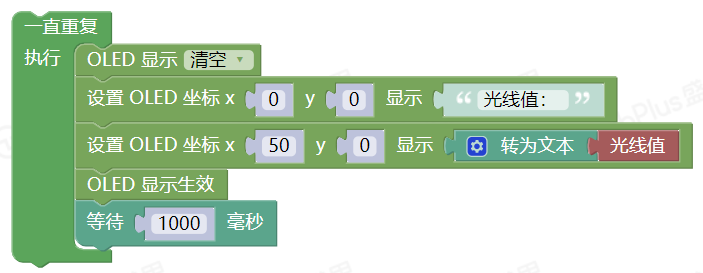 一直重复
执行 OLED 显示 清空
设置 OLED 坐标 x 0 y 0 显示 “ 光线值： ”
设置 OLED 坐标 x 50 y 0 显示 转为文本 光线值
OLED 显示生效
等待 1000 毫秒